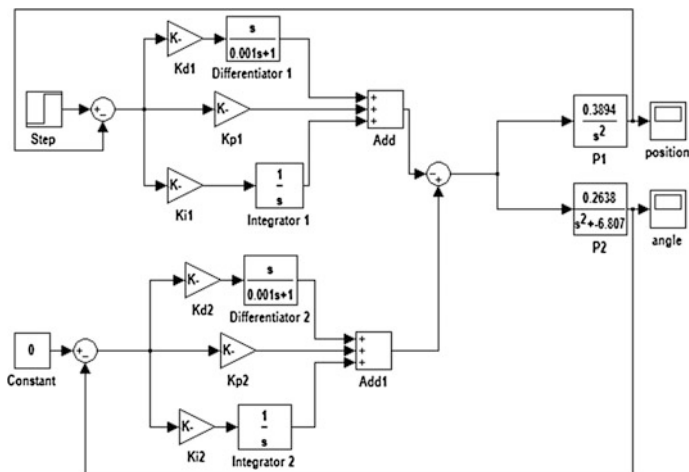 K-
s
0.001s+1
Kd1
Differentiator 1
Step
K-
Kp1
Add
K-
Ki1
1
s
Integrator 1
0.3894
s²
P1
position
0.2638
s²+-6.807
P2
angle
K-
s
0.001s+1
Kd2
Differentiator 2
0
Constant
K-
Kp2
Add1
K-
Ki2
1
s
Integrator 2